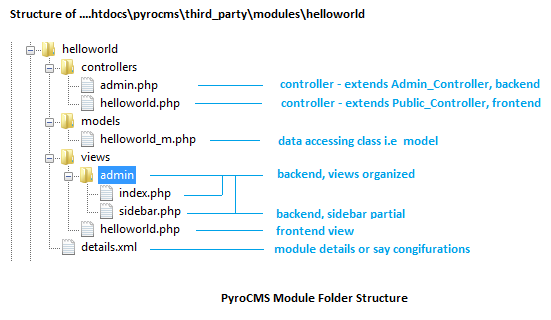 Structure of ....htdocs\pyrocms\third_party\modules\helloworld
helloworld
controllers
admin.php controller - extends Admin_Controller, backend
helloworld.php controller - extends Public_Controller, frontend
models
helloworld_m.php data accessing class i.e model
views
admin backend, views organized
index.php
sidebar.php backend, sidebar partial
helloworld.php frontend view
details.xml module details or say congifurations
PyroCMS Module Folder Structure